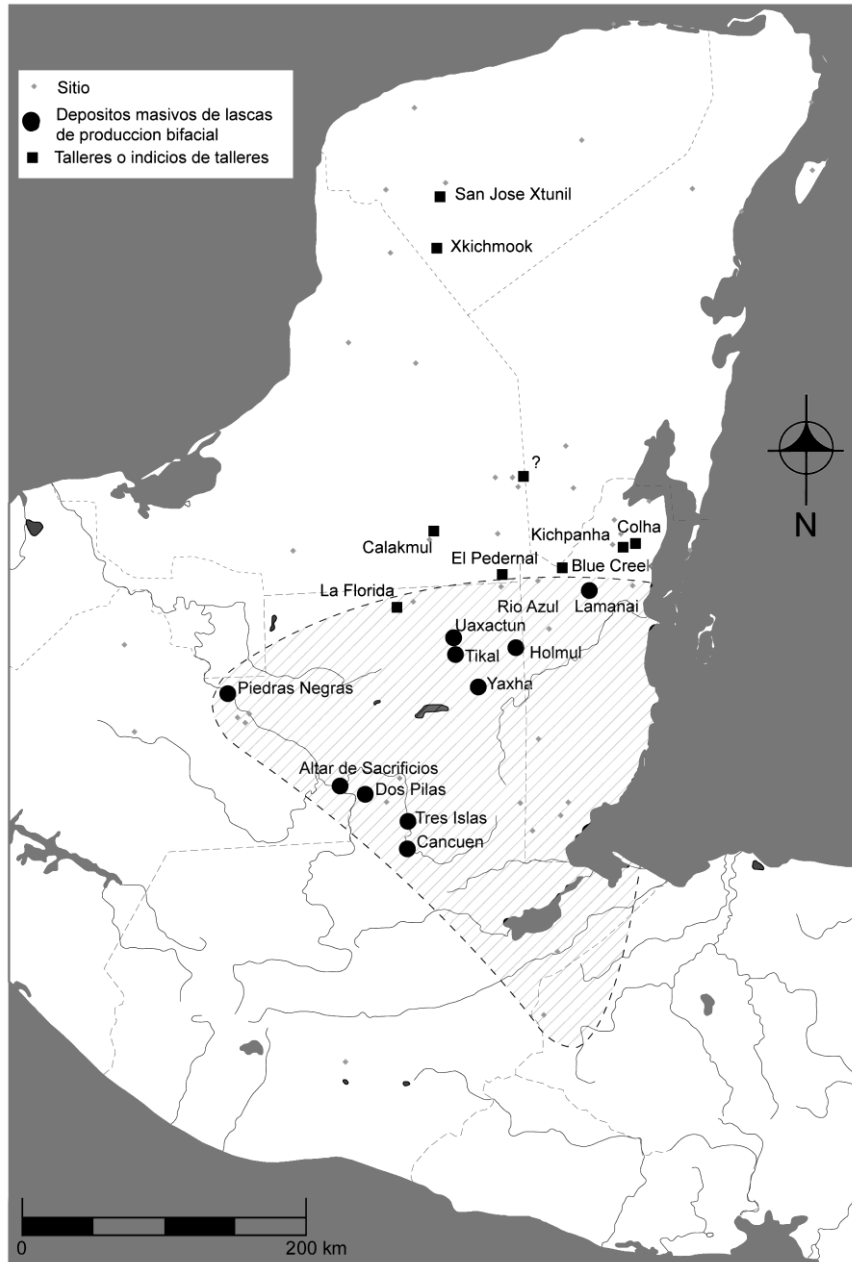 Sitio
Depositos masivos de lascas
de produccion bifacial
Talleres o indicios de talleres
San Jose Xtunil
Xkichmook
?
N
Colha
Kichpanha
Calakmul
El Pedernal
Blue Creek
La Florida
Rio Azul
Lamanai
Uaxactun
Tikal
Holmul
Yaxha
Piedras Negras
Altar de Sacrificios
Dos Pilas
Tres Islas
Cancuen
0
200 km